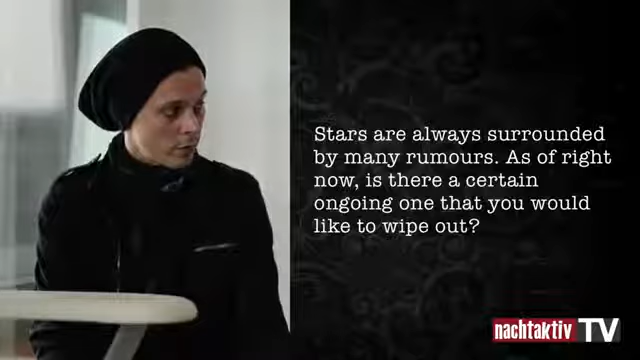 Stars are always surrounded
by many rumours. As of right
now, is there a certain
ongoing one that you would
like to wipe out?
nachtaktiv TV